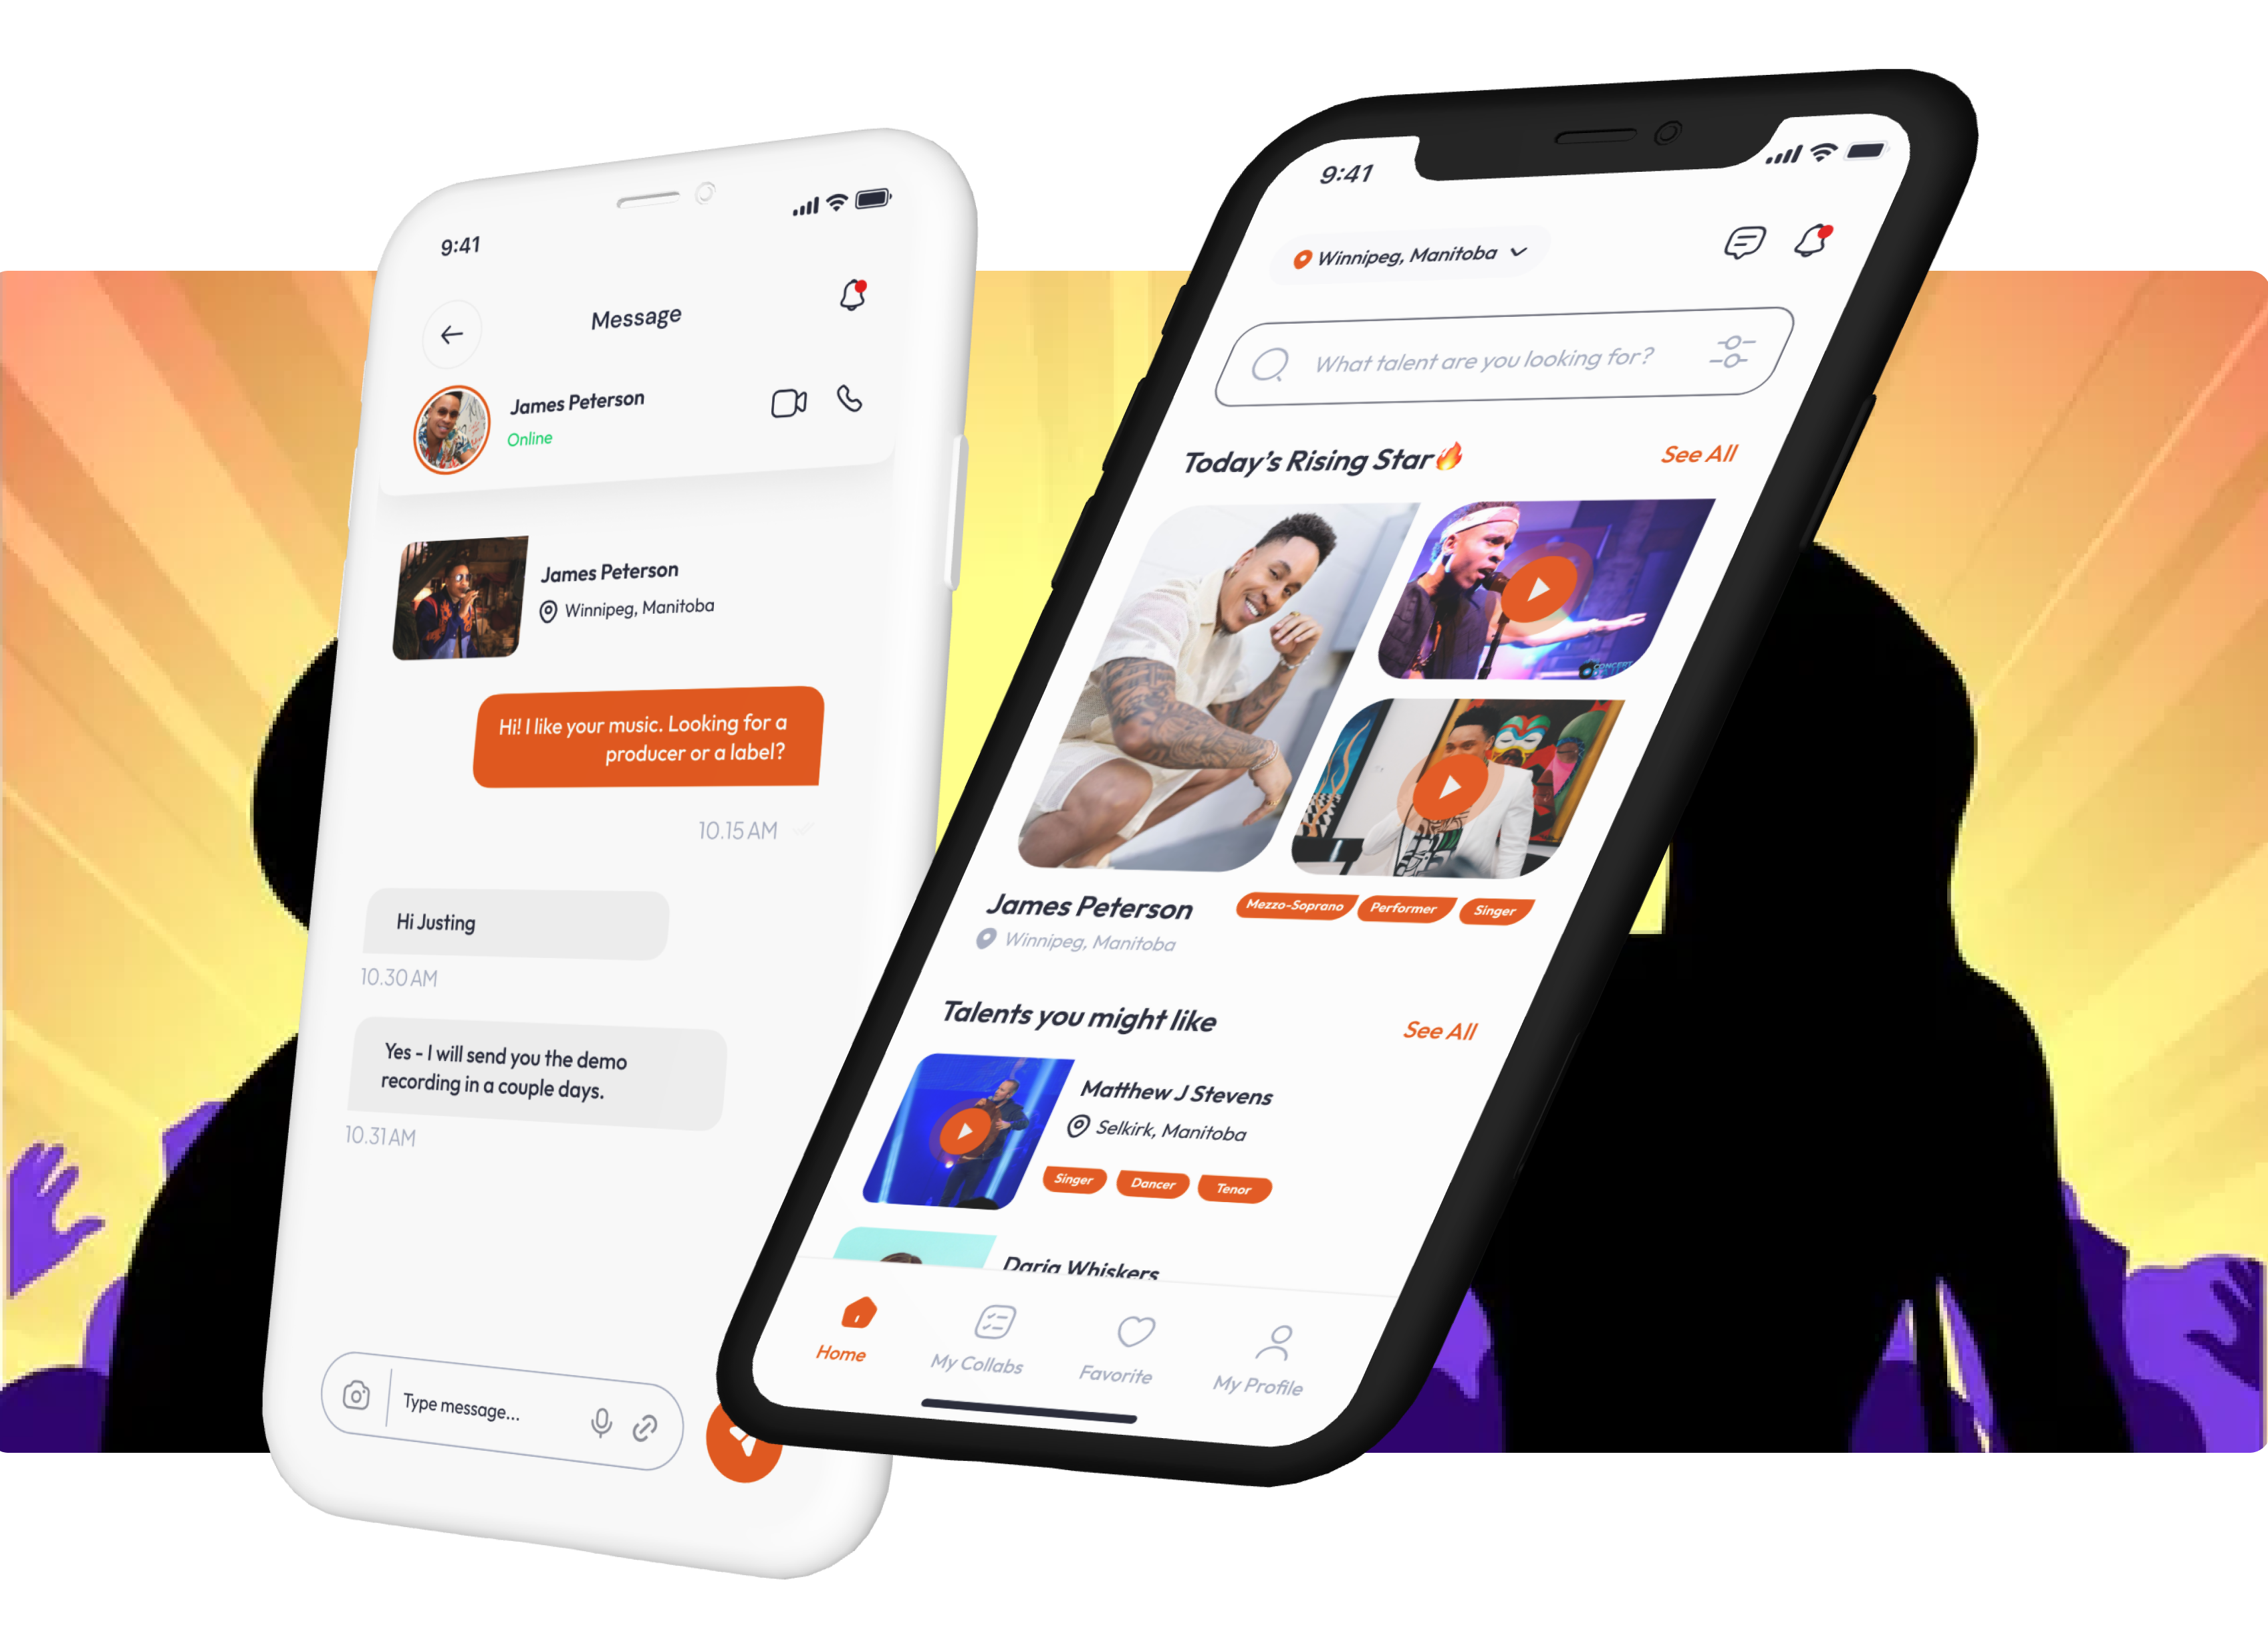 9:41
Message
James Peterson
Online
James Peterson
Winnipeg, Manitoba
Hi! I like your music. Looking for a
producer or a label?
10.15 AM
Hi Justing
10.30 AM
Yes - I will send you the demo
recording in a couple days.
10.31 AM
Type message...
9:41
Winnipeg, Manitoba
What talent are you looking for?
Today's Rising Star🔥
See All
CONCERT
James Peterson
Mezzo-Soprano Performer Singer
Winnipeg, Manitoba
Talents you might like
See All
Matthew J Stevens
Selkirk, Manitoba
Singer Dancer Tenor
Daria Whiskers
Home
My Collabs
Favorite
My Profile